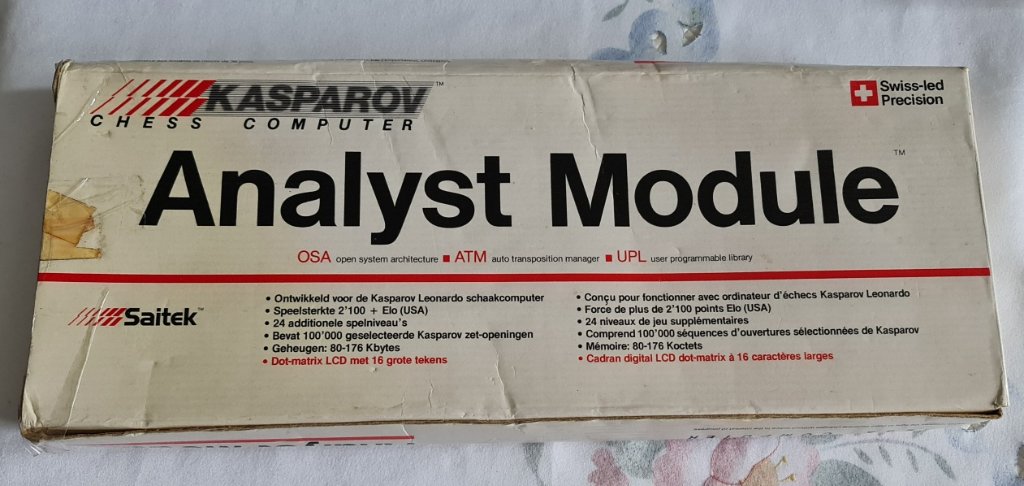 KASPAROV™
CHESS COMPUTER
Swiss-led
Precision
Analyst Module™
OSA open system architecture ■ ATM auto transposition manager ■ UPL user programmable library
Saitek™
• Ontwikkeld voor de Kasparov Leonardo schaakcomputer
• Speelsterkte 2'100 + Elo (USA)
• 24 additionele spelniveau's
• Bevat 100'000 geselecteerde Kasparov zet-openingen
• Geheugen: 80-176 Kbytes
• Dot-matrix LCD met 16 grote tekens
• Conçu pour fonctionner avec ordinateur d'échecs Kasparov Leonardo
• Force de plus de 2'100 points Elo (USA)
• 24 niveaux de jeu supplémentaires
• Comprend 100'000 séquences d'ouvertures sélectionnées de Kasparov
• Mémoire: 80-176 Koctets
• Cadran digital LCD dot-matrix à 16 caractères larges